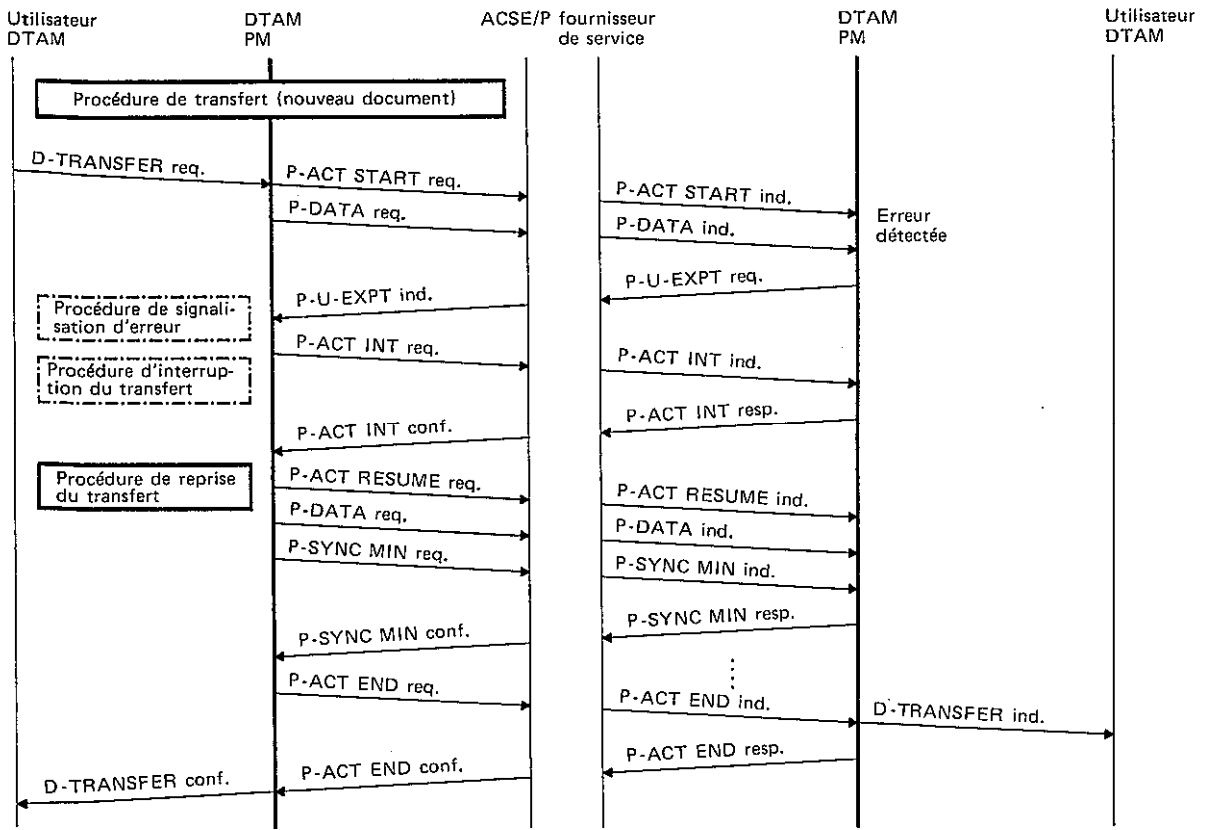 Utilisateur
DTAM
DTAM
PM
ACSE/P fournisseur
de service
DTAM
PM
Utilisateur
DTAM
Procédure de transfert (nouveau document)
D-TRANSFER req.
P-ACT START req.
P-ACT START ind.
P-DATA req.
P-DATA ind.
Erreur
détectée
P-U-EXPT req.
P-U-EXPT ind.
Procédure de signali-
sation d'erreur
P-ACT INT req.
P-ACT INT ind.
Procédure d'interrup-
tion du transfert
P-ACT INT resp.
P-ACT INT conf.
Procédure de reprise
du transfert
P-ACT RESUME req.
P-ACT RESUME ind.
P-DATA req.
P-DATA ind.
P-SYNC MIN req.
P-SYNC MIN ind.
P-SYNC MIN resp.
P-SYNC MIN conf.
P-ACT END req.
P-ACT END ind.
D-TRANSFER ind.
P-ACT END resp.
P-ACT END conf.
D-TRANSFER conf.